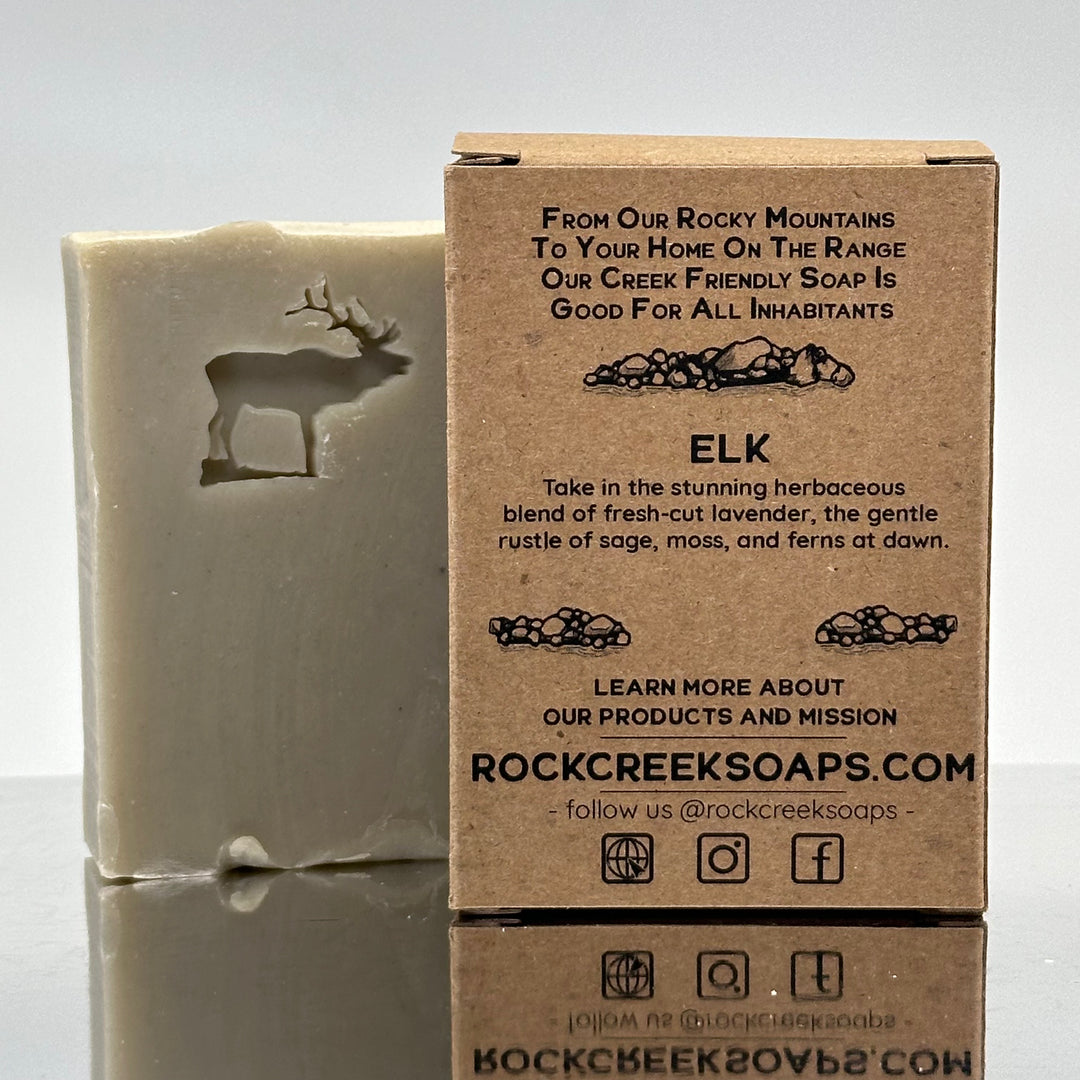 From Our Rocky Mountains
To Your Home On The Range
Our Creek Friendly Soap Is
Good For All Inhabitants
ELK
Take in the stunning herbaceous
blend of fresh-cut lavender, the gentle
rustle of sage, moss, and ferns at dawn.
LEARN MORE ABOUT
OUR PRODUCTS AND MISSION
ROCKCREEKSOAPS.COM
- follow us @rockcreeksoaps -